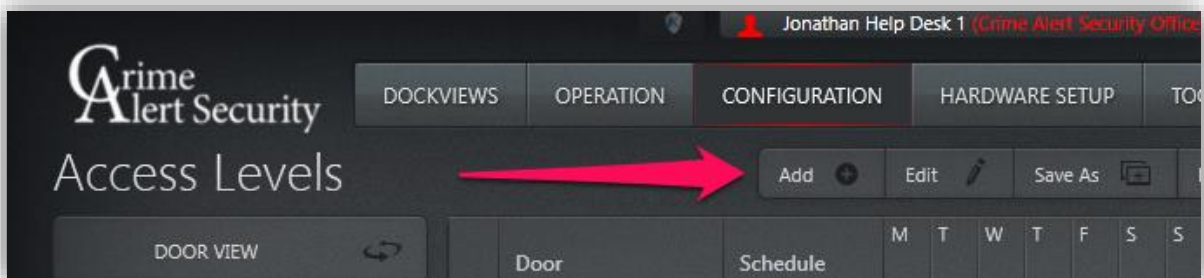 Jonathan Help Desk 1 (Crime Alert Security Office
Crime
Alert Security
DOCKVIEWS OPERATION CONFIGURATION HARDWARE SETUP
Access Levels
Add Edit Save As
DOOR VIEW
Door Schedule M T W T F S S